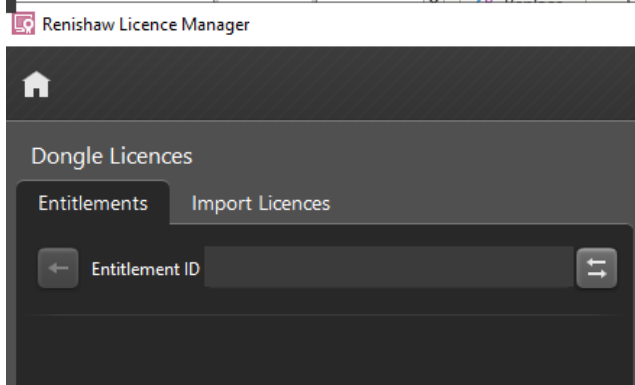 Renishaw Licence Manager
Dongle Licences
Entitlements Import Licences
Entitlement ID